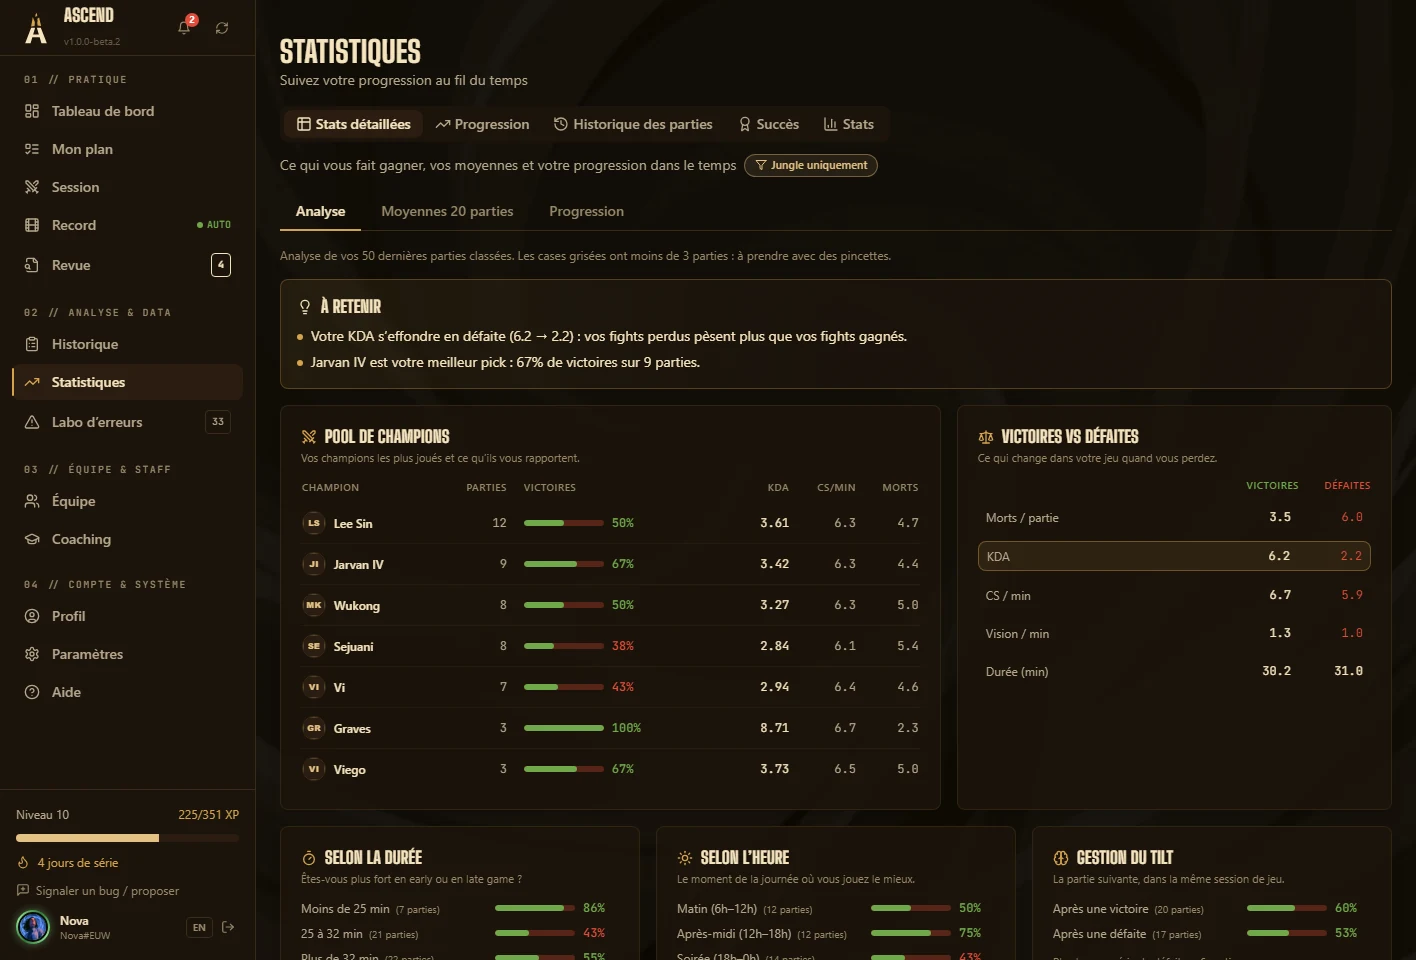 ASCEND
v1.0.0-beta.2
2
01 // PRATIQUE
Tableau de bord
Mon plan
Session
Record
AUTO
Revue
4
02 // ANALYSE & DATA
Historique
Statistiques
Labo d'erreurs
33
03 // ÉQUIPE & STAFF
Équipe
Coaching
04 // COMPTE & SYSTÈME
Profil
Paramètres
Aide
Niveau 10
225/351 XP
4 jours de série
Signaler un bug / proposer
Nova
Nova#EUW
EN
STATISTIQUES
Suivez votre progression au fil du temps
Stats détaillées
Progression
Historique des parties
Succès
Stats
Ce qui vous fait gagner, vos moyennes et votre progression dans le temps
Jungle uniquement
Analyse
Moyennes 20 parties
Progression
Analyse de vos 50 dernières parties classées. Les cases grisées ont moins de 3 parties : à prendre avec des pincettes.
À RETENIR
Votre KDA s'effondre en défaite (6.2 → 2.2) : vos fights perdus pèsent plus que vos fights gagnés.
Jarvan IV est votre meilleur pick : 67% de victoires sur 9 parties.
POOL DE CHAMPIONS
Vos champions les plus joués et ce qu'ils vous rapportent.
CHAMPION PARTIES VICTOIRES KDA CS/MIN MORTS
LS Lee Sin 12 50% 3.61 6.3 4.7
JI Jarvan IV 9 67% 3.42 6.3 4.4
MK Wukong 8 50% 3.27 6.3 5.0
SE Sejuani 8 38% 2.84 6.1 5.4
VI Vi 7 43% 2.94 6.4 4.6
GR Graves 3 100% 8.71 6.7 2.3
VI Viego 3 67% 3.73 6.5 5.0
VICTOIRES VS DÉFAITES
Ce qui change dans votre jeu quand vous perdez.
VICTOIRES DÉFAITES
Morts / partie 3.5 6.0
KDA 6.2 2.2
CS / min 6.7 5.9
Vision / min 1.3 1.0
Durée (min) 30.2 31.0
SELON LA DURÉE
Êtes-vous plus fort en early ou en late game ?
Moins de 25 min (7 parties) 86%
25 à 32 min (21 parties) 43%
Plus de 32 min (22 parties) 55%
SELON L'HEURE
Le moment de la journée où vous jouez le mieux.
Matin (6h–12h) (12 parties) 50%
Après-midi (12h–18h) (12 parties) 75%
Soirée (18h–0h) (14 parties) 43%
GESTION DU TILT
La partie suivante, dans la même session de jeu.
Après une victoire (20 parties) 60%
Après une défaite (17 parties) 53%